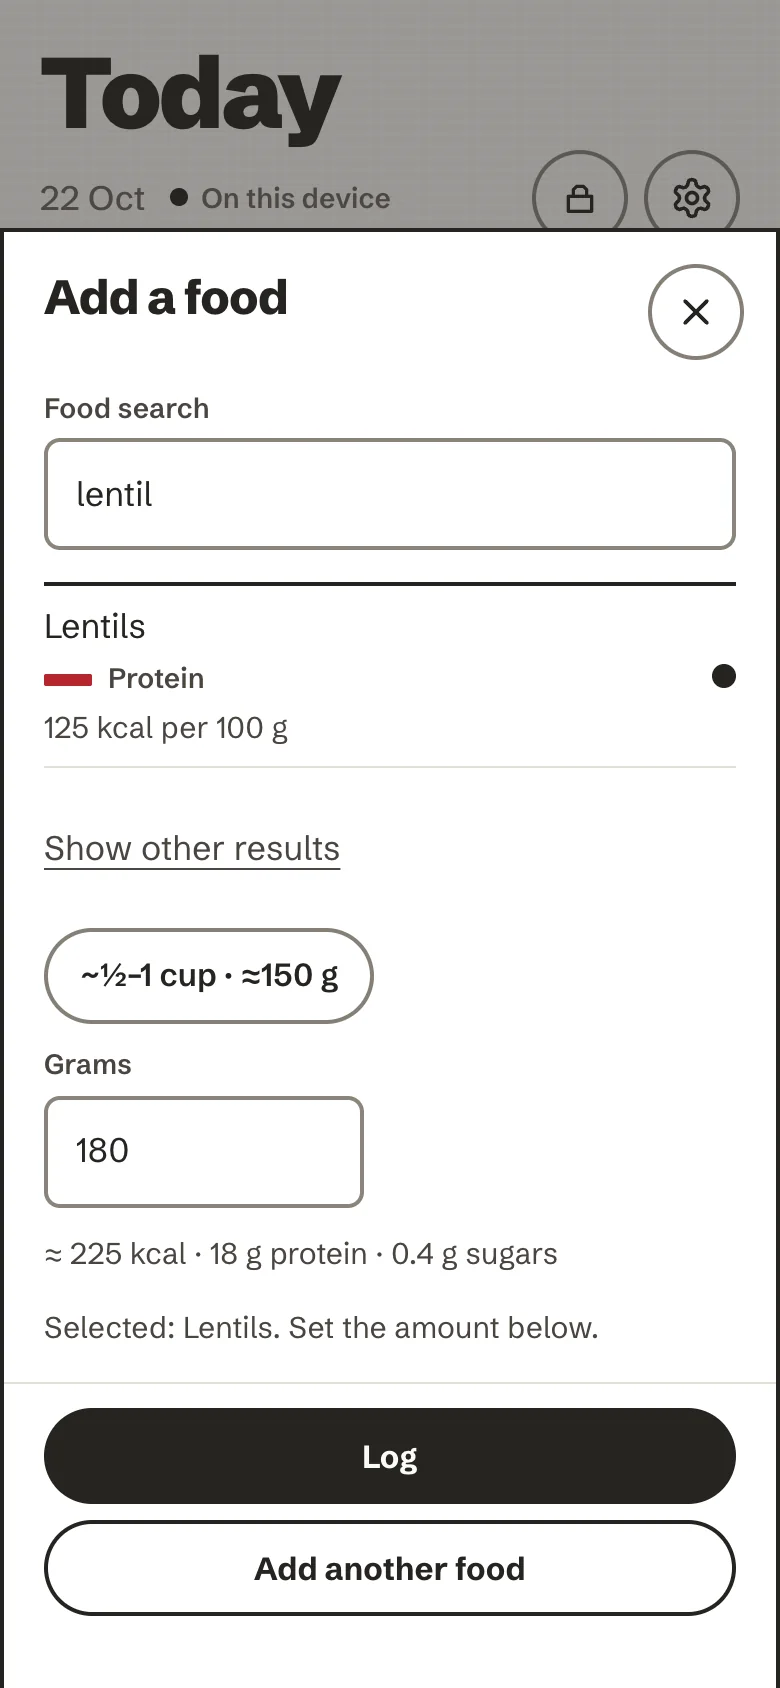 Today
22 Oct
On this device
Add a food
Food search
lentil
Lentils
Protein
125 kcal per 100 g
Show other results
~½–1 cup · ≈150 g
Grams
180
≈ 225 kcal · 18 g protein · 0.4 g sugars
Selected: Lentils. Set the amount below.
Log
Add another food